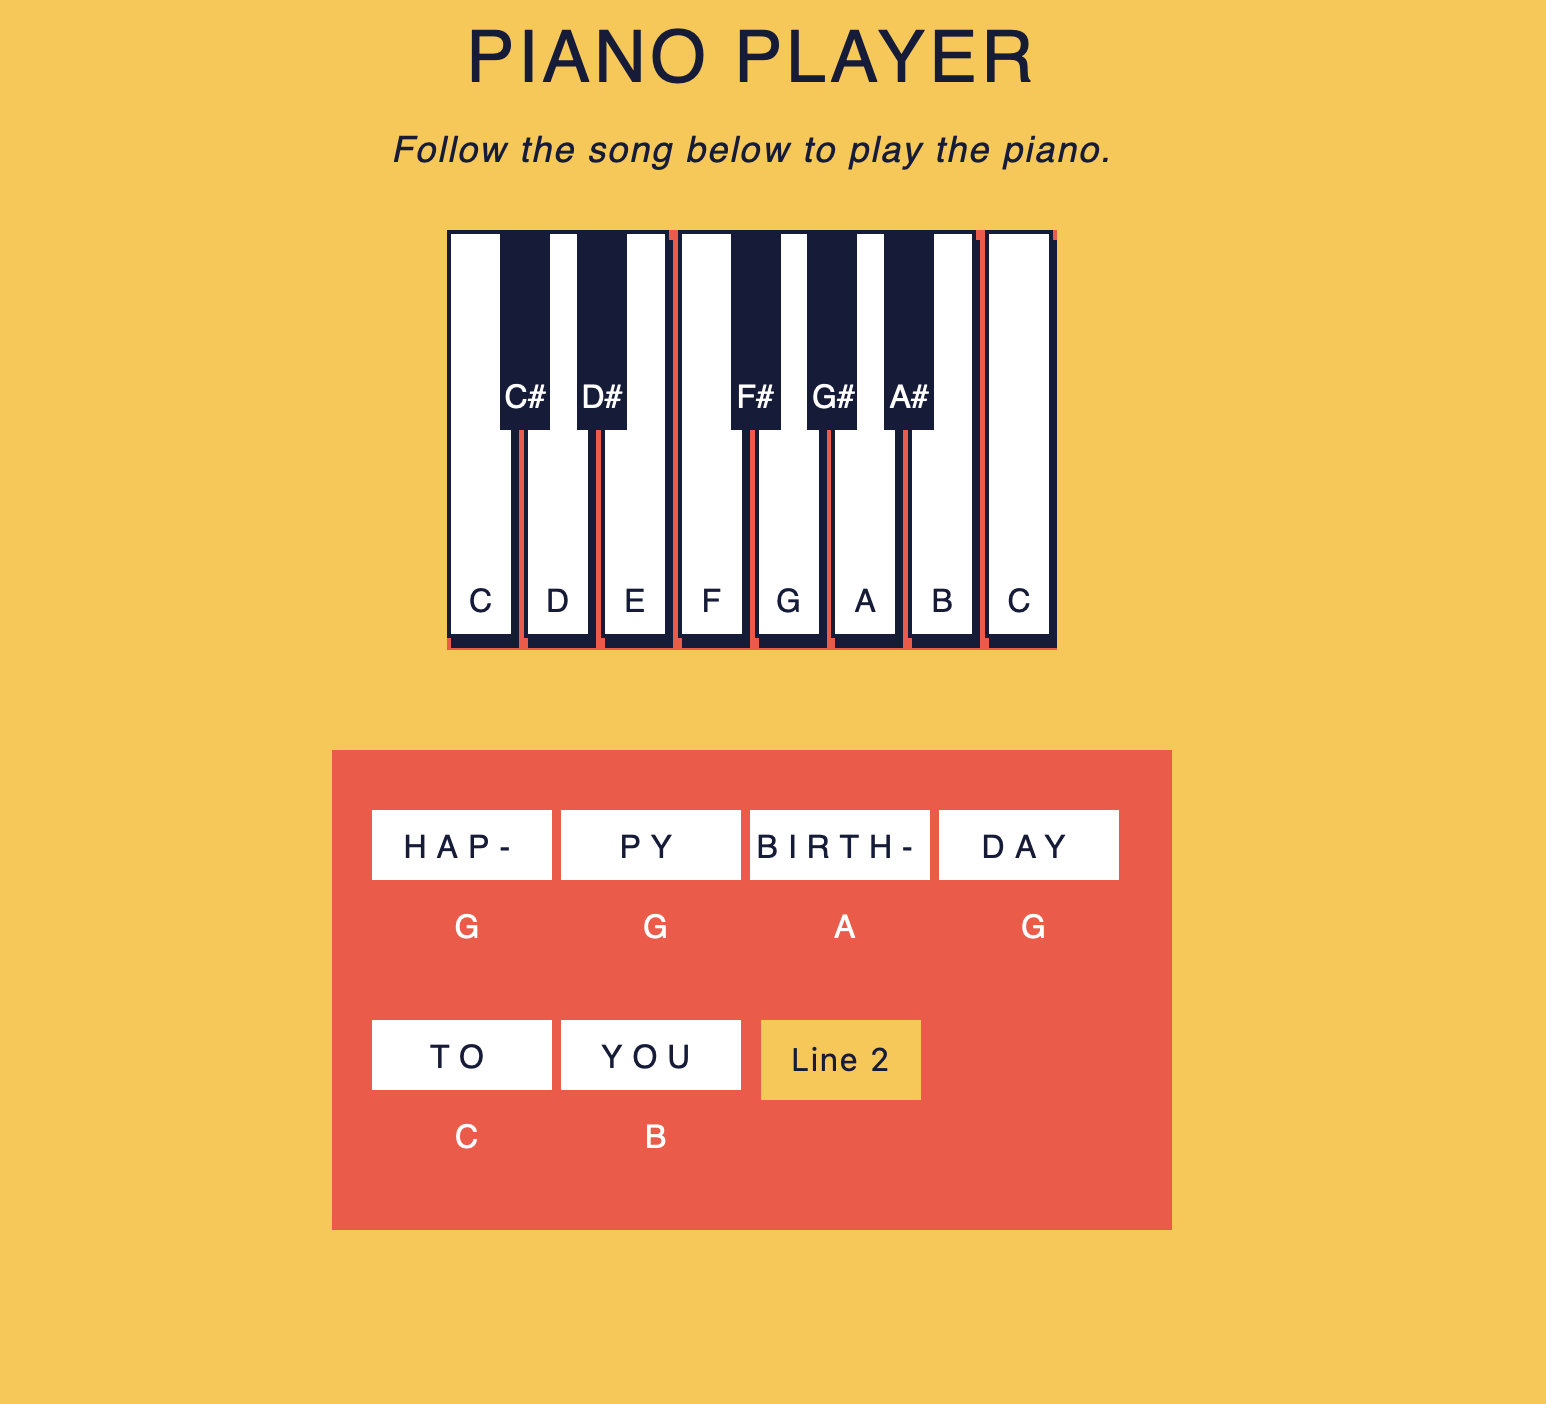 PIANO PLAYER
Follow the song below to play the piano.
C# D# F# G# A#
C D E F G A B C
HAP- PY BIRTH- DAY
G G A G
TO YOU Line 2
C B